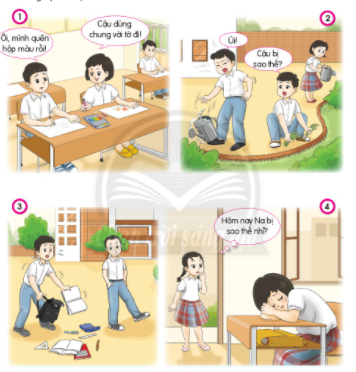 1
Ôi, mình quên
hộp màu rồi!
Cậu dùng
chung với tớ đi!
2
Ủi!
Cậu bị
sao thế?
3
4
Hôm nay Na bị
sao thế nhỉ?